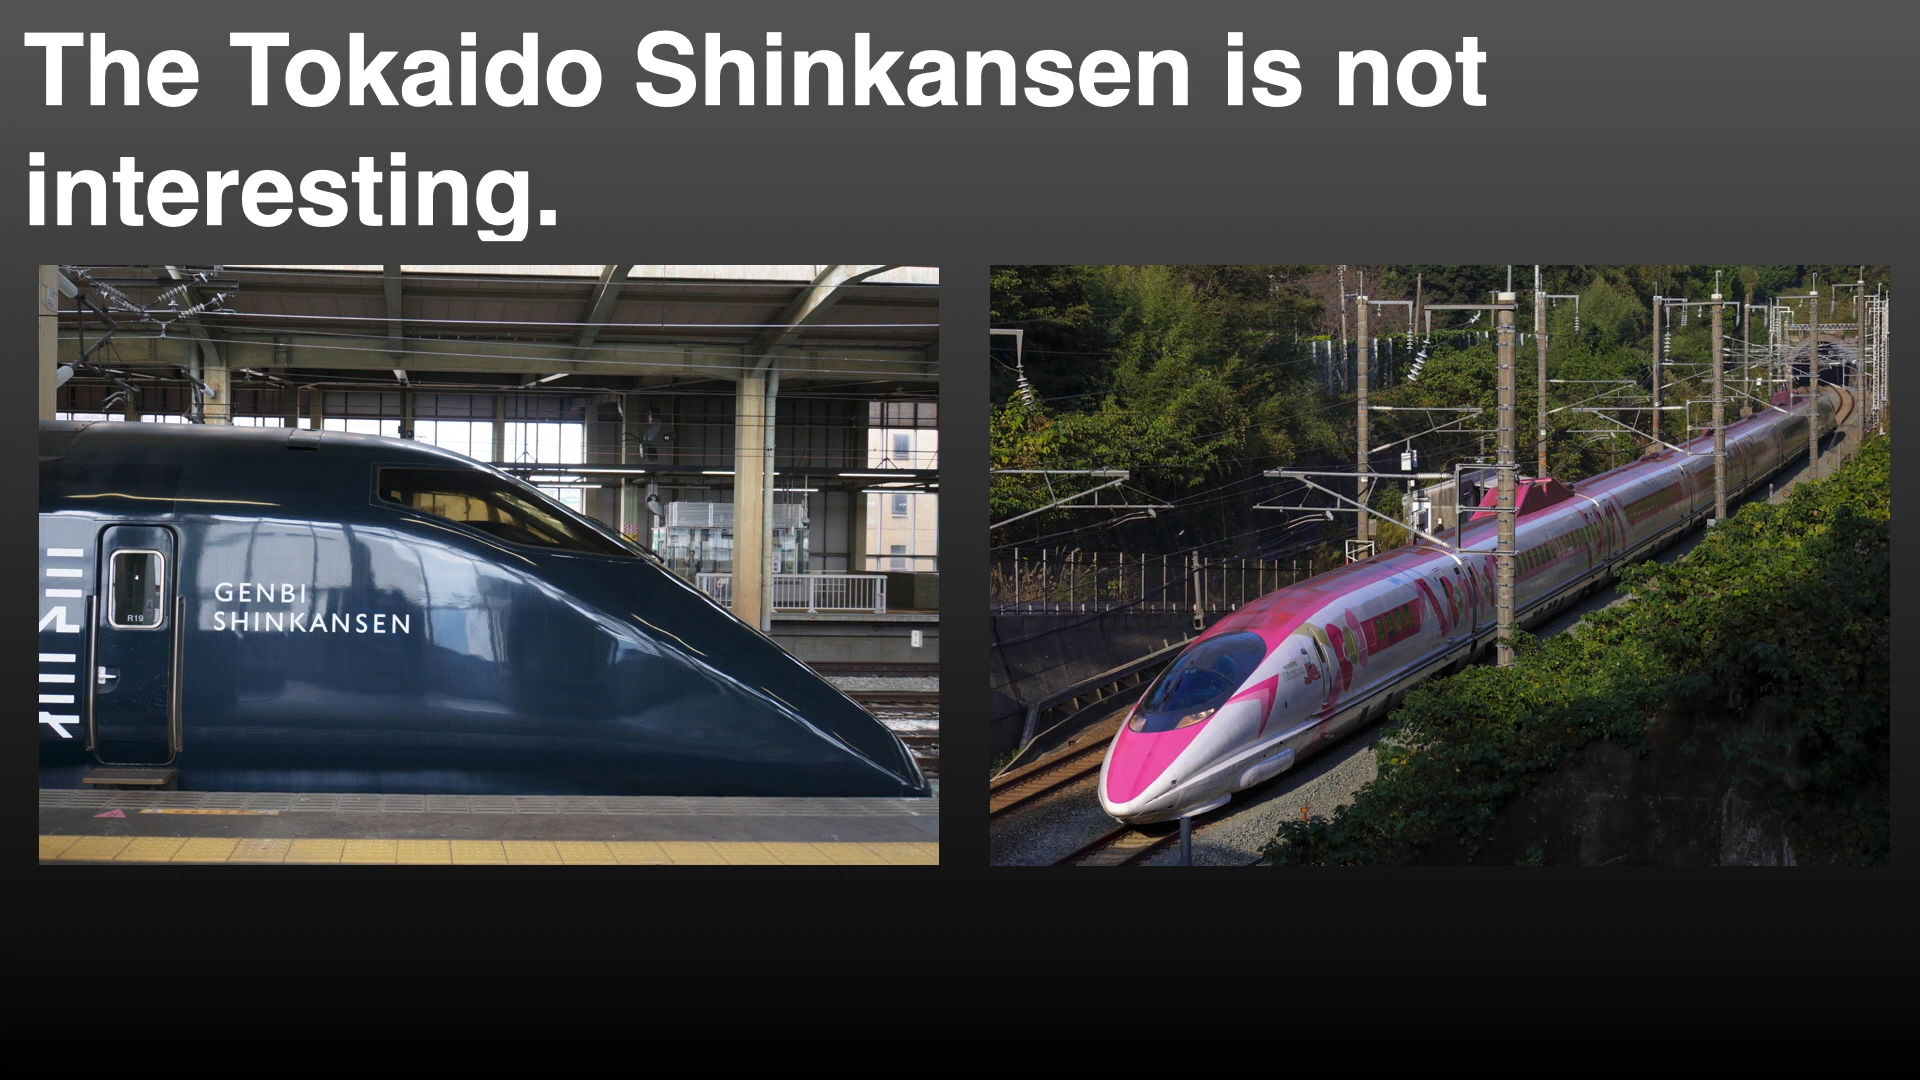 The Tokaido Shinkansen is not
interesting.
GENBI
SHINKANSEN
R19